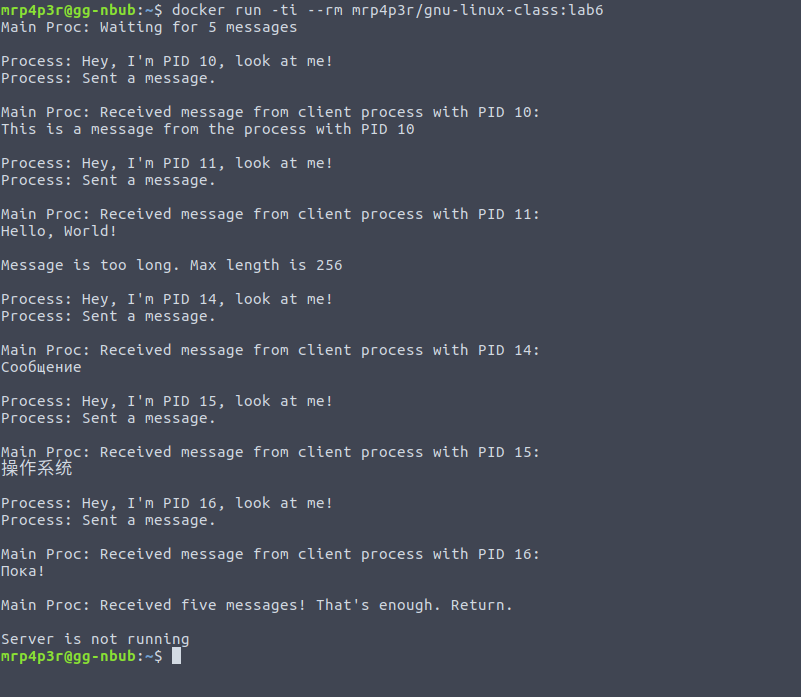 mrp4p3r@gg-nbub:~$ docker run -ti --rm mrp4p3r/gnu-linux-class:lab6
Main Proc: Waiting for 5 messages
Process: Hey, I'm PID 10, look at me!
Process: Sent a message.
Main Proc: Received message from client process with PID 10:
This is a message from the process with PID 10
Process: Hey, I'm PID 11, look at me!
Process: Sent a message.
Main Proc: Received message from client process with PID 11:
Hello, World!
Message is too long. Max length is 256
Process: Hey, I'm PID 14, look at me!
Process: Sent a message.
Main Proc: Received message from client process with PID 14:
Сообщение
Process: Hey, I'm PID 15, look at me!
Process: Sent a message.
Main Proc: Received message from client process with PID 15:
操作系统
Process: Hey, I'm PID 16, look at me!
Process: Sent a message.
Main Proc: Received message from client process with PID 16:
Пока!
Main Proc: Received five messages! That's enough. Return.
Server is not running
mrp4p3r@gg-nbub:~$